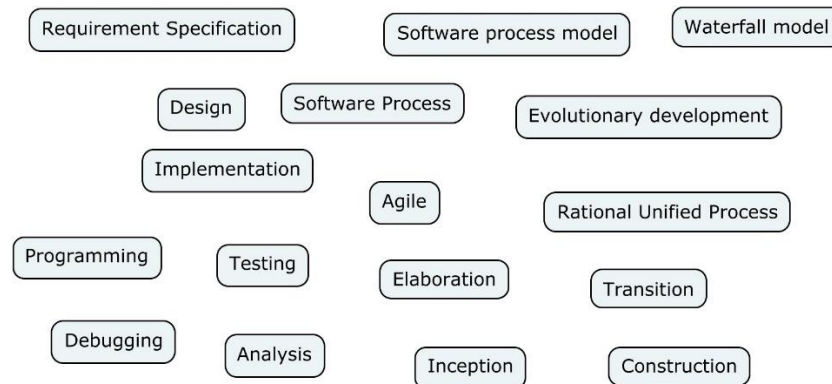 Requirement Specification
Software process model
Waterfall model
Design
Software Process
Evolutionary development
Implementation
Agile
Rational Unified Process
Programming
Testing
Elaboration
Transition
Debugging
Analysis
Inception
Construction